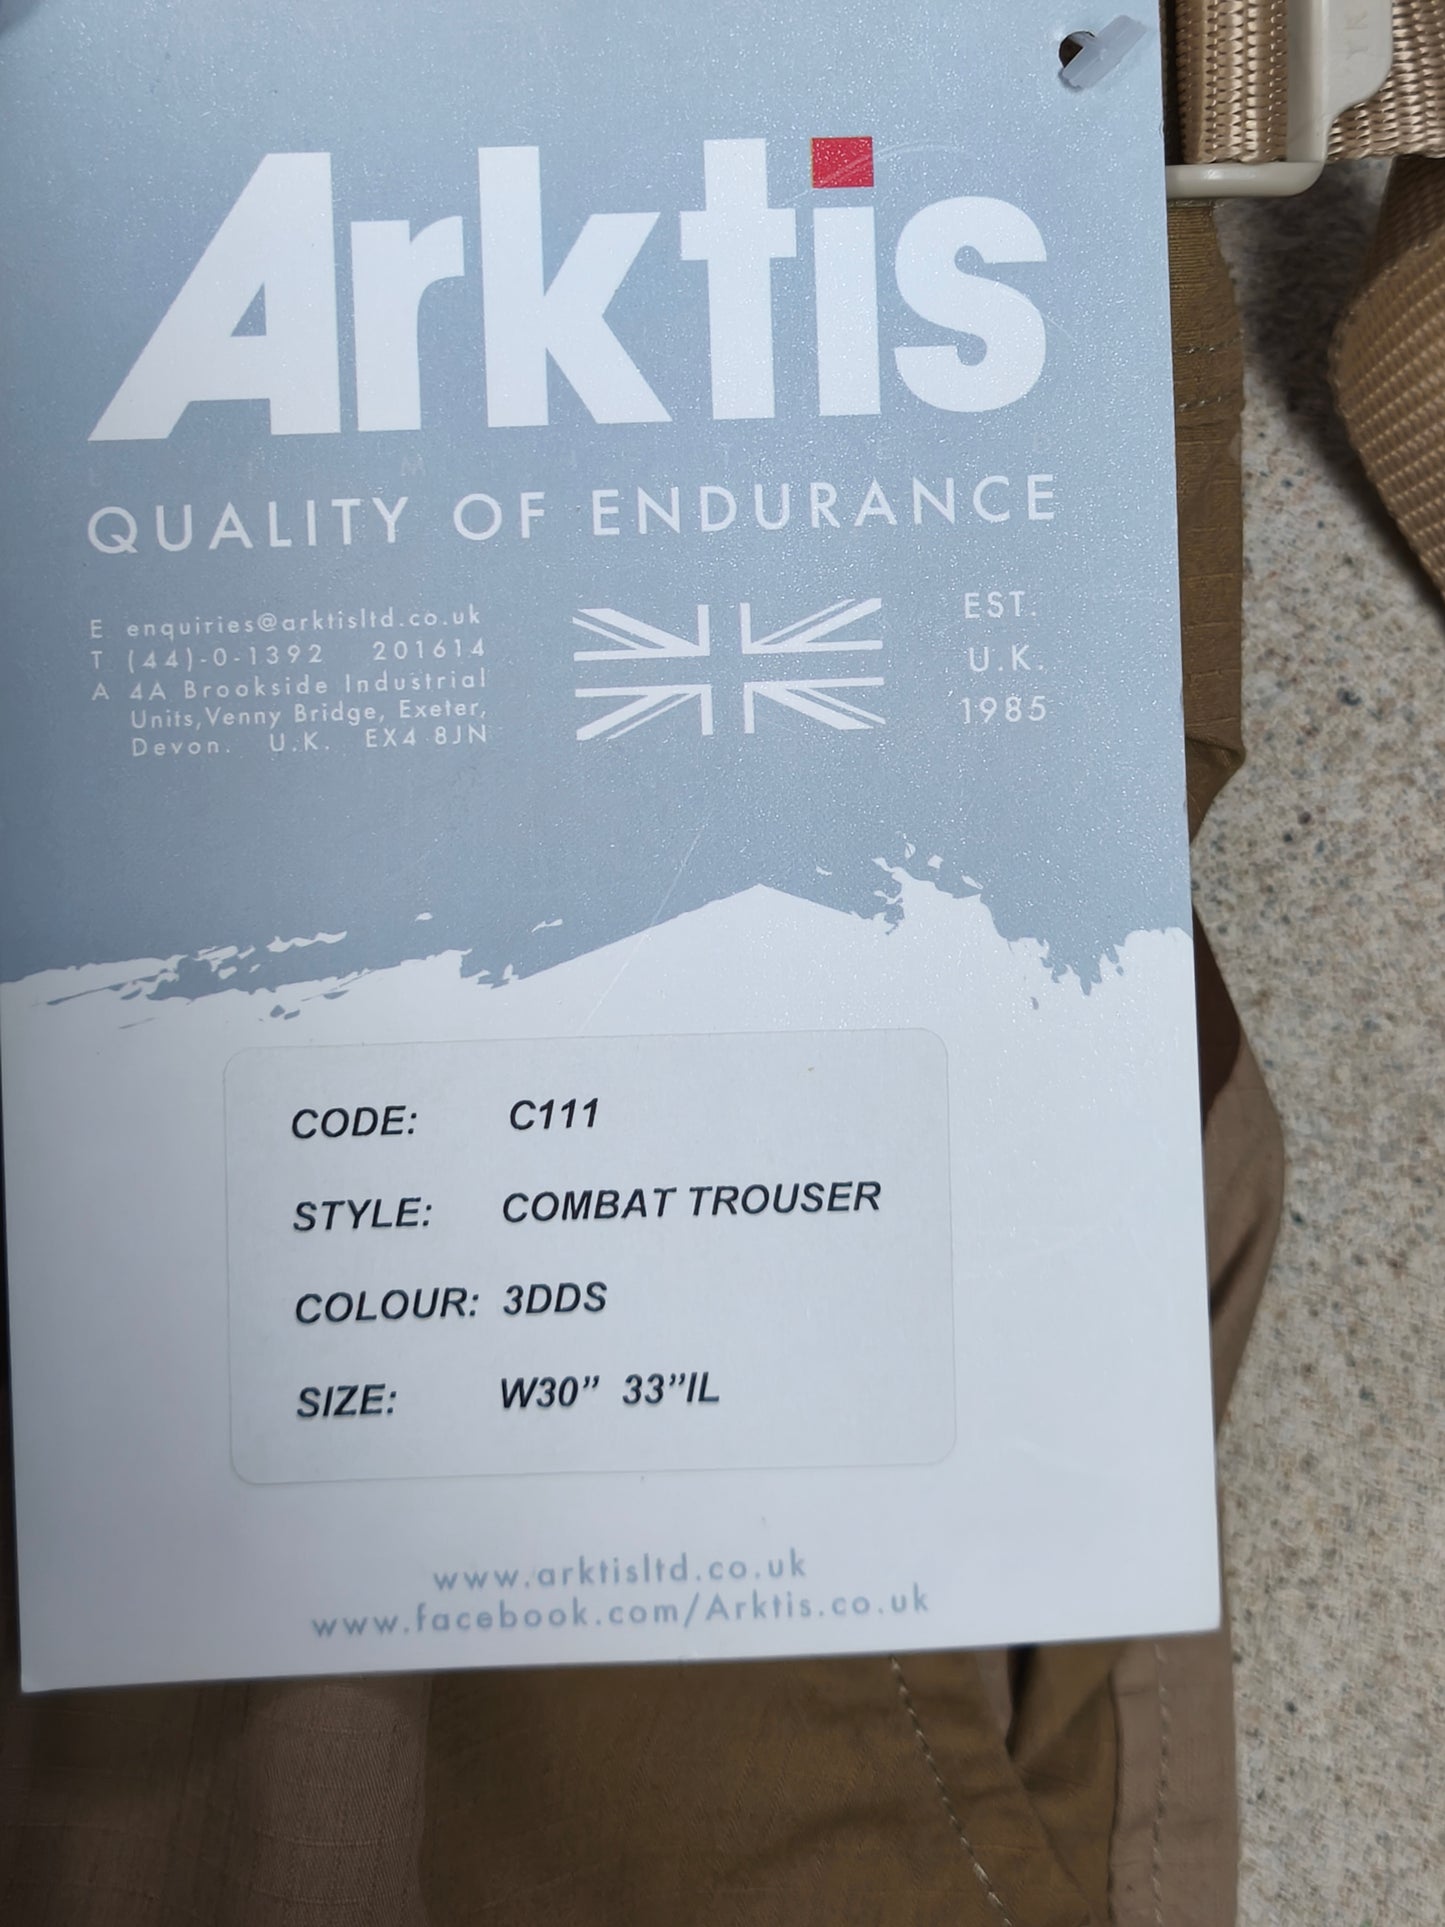 Arktis
LIMITED
QUALITY OF ENDURANCE
E enquiries@arktisltd.co.uk
T (44)-0-1392 201614
A 4A Brookside Industrial
Units, Venny Bridge, Exeter,
Devon. U.K. EX4 8JN
EST.
U.K.
1985
CODE: C111
STYLE: COMBAT TROUSER
COLOUR: 3DDS
SIZE: W30” 33”IL
www.arktisltd.co.uk
www.facebook.com/Arktis.co.uk